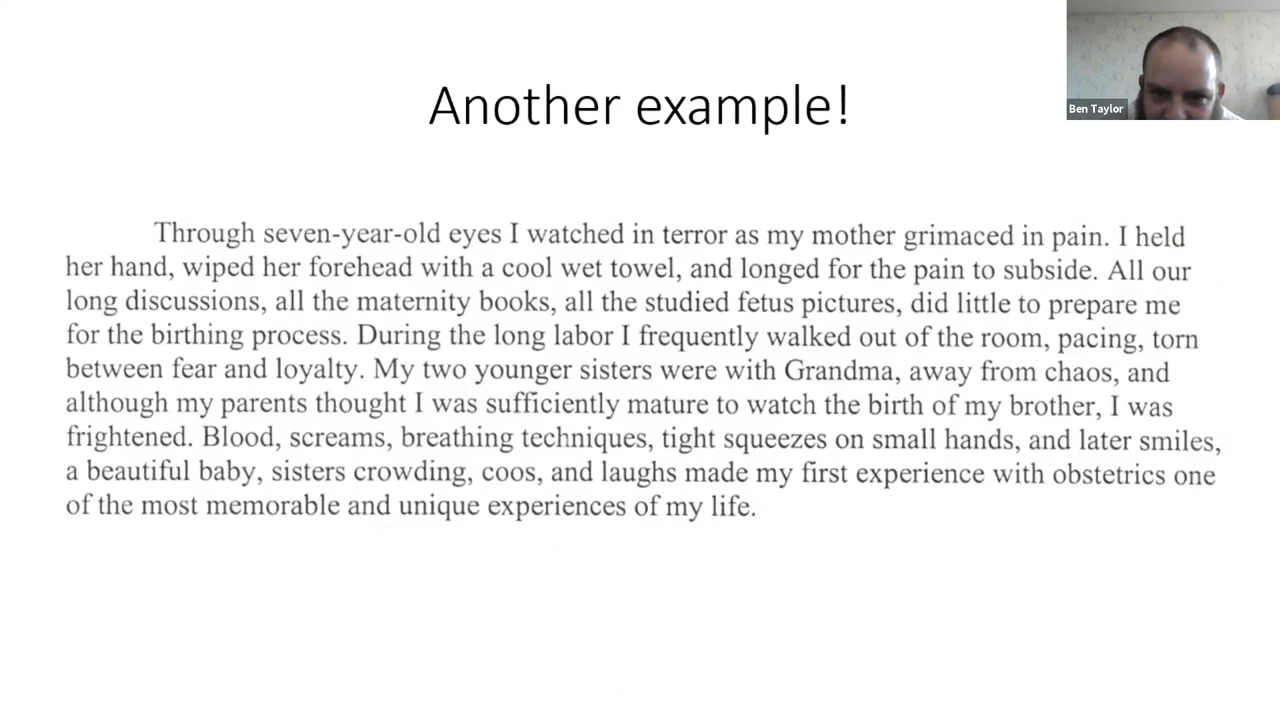 Another example!
Ben Taylor
Through seven-year-old eyes I watched in terror as my mother grimaced in pain. I held
her hand, wiped her forehead with a cool wet towel, and longed for the pain to subside. All our
long discussions, all the maternity books, all the studied fetus pictures, did little to prepare me
for the birthing process. During the long labor I frequently walked out of the room, pacing, torn
between fear and loyalty. My two younger sisters were with Grandma, away from chaos, and
although my parents thought I was sufficiently mature to watch the birth of my brother, I was
frightened. Blood, screams, breathing techniques, tight squeezes on small hands, and later smiles,
a beautiful baby, sisters crowding, coos, and laughs made my first experience with obstetrics one
of the most memorable and unique experiences of my life.